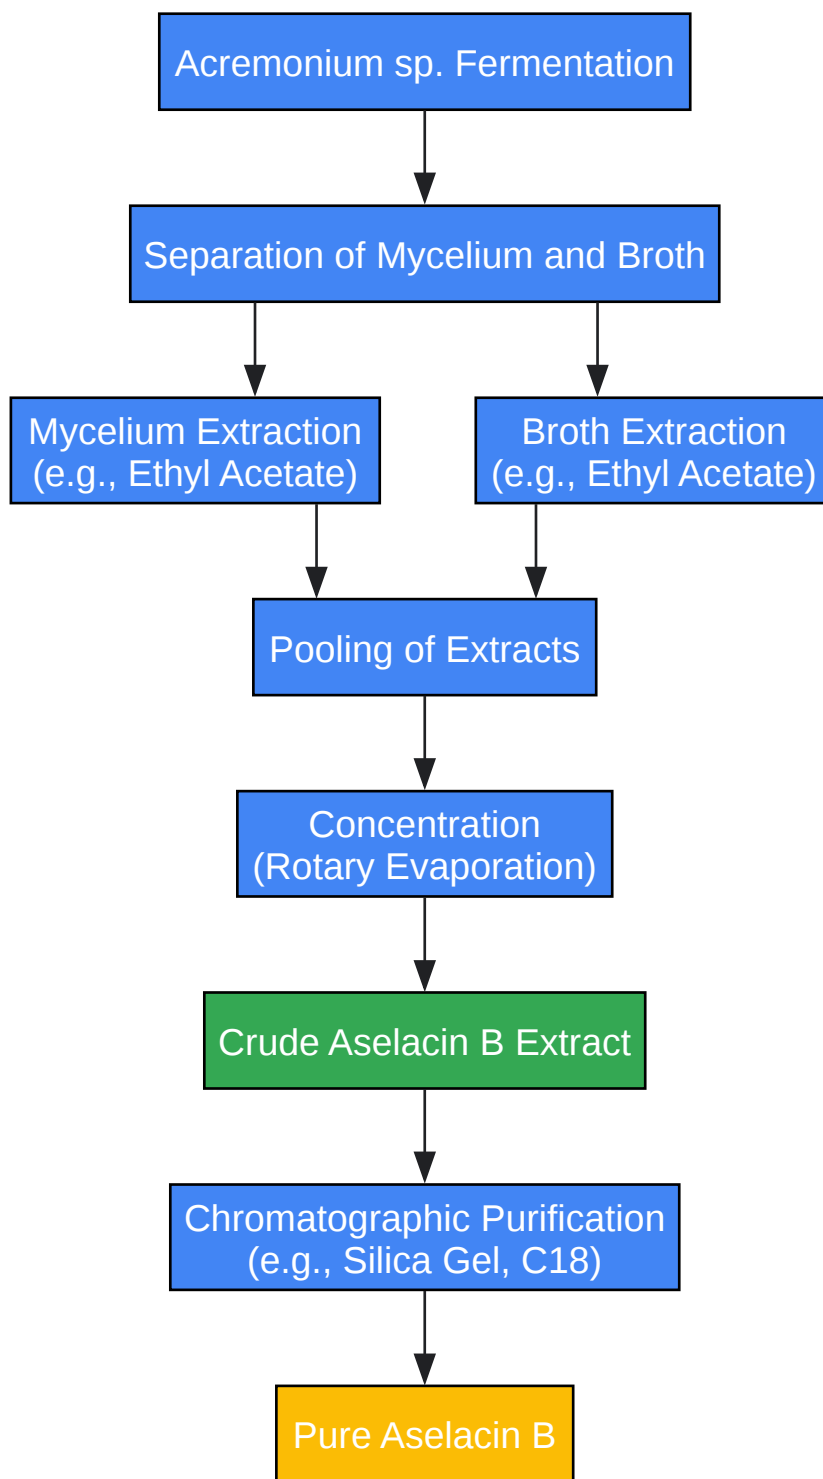 Acremonium sp. Fermentation
Separation of Mycelium and Broth
Mycelium Extraction
(e.g., Ethyl Acetate)
Broth Extraction
(e.g., Ethyl Acetate)
Pooling of Extracts
Concentration
(Rotary Evaporation)
Crude Aselacin B Extract
Chromatographic Purification
(e.g., Silica Gel, C18)
Pure Aselacin B